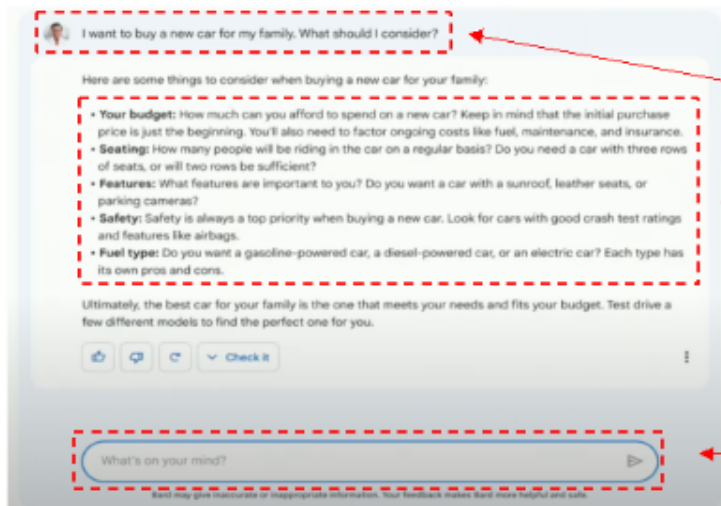 I want to buy a new car for my family. What should I consider?
Here are some things to consider when buying a new car for your family:
• Your budget: How much can you afford to spend on a new car? Keep in mind that the initial purchase
price is just the beginning. You'll also need to factor ongoing costs like fuel, maintenance, and insurance.
• Seating: How many people will be riding in the car on a regular basis? Do you need a car with three rows
of seats, or will two rows be sufficient?
• Features: What features are important to you? Do you want a car with a sunroof, leather seats, or
parking cameras?
• Safety: Safety is always a top priority when buying a new car. Look for cars with good crash test ratings
and features like airbags.
• Fuel type: Do you want a gasoline-powered car, a diesel-powered car, or an electric car? Each type has
its own pros and cons.
Ultimately, the best car for your family is the one that meets your needs and fits your budget. Test drive a
few different models to find the perfect one for you.
Check it
What's on your mind?
Bard may give inaccurate or inappropriate information. Your feedback makes Bard more helpful and safe.